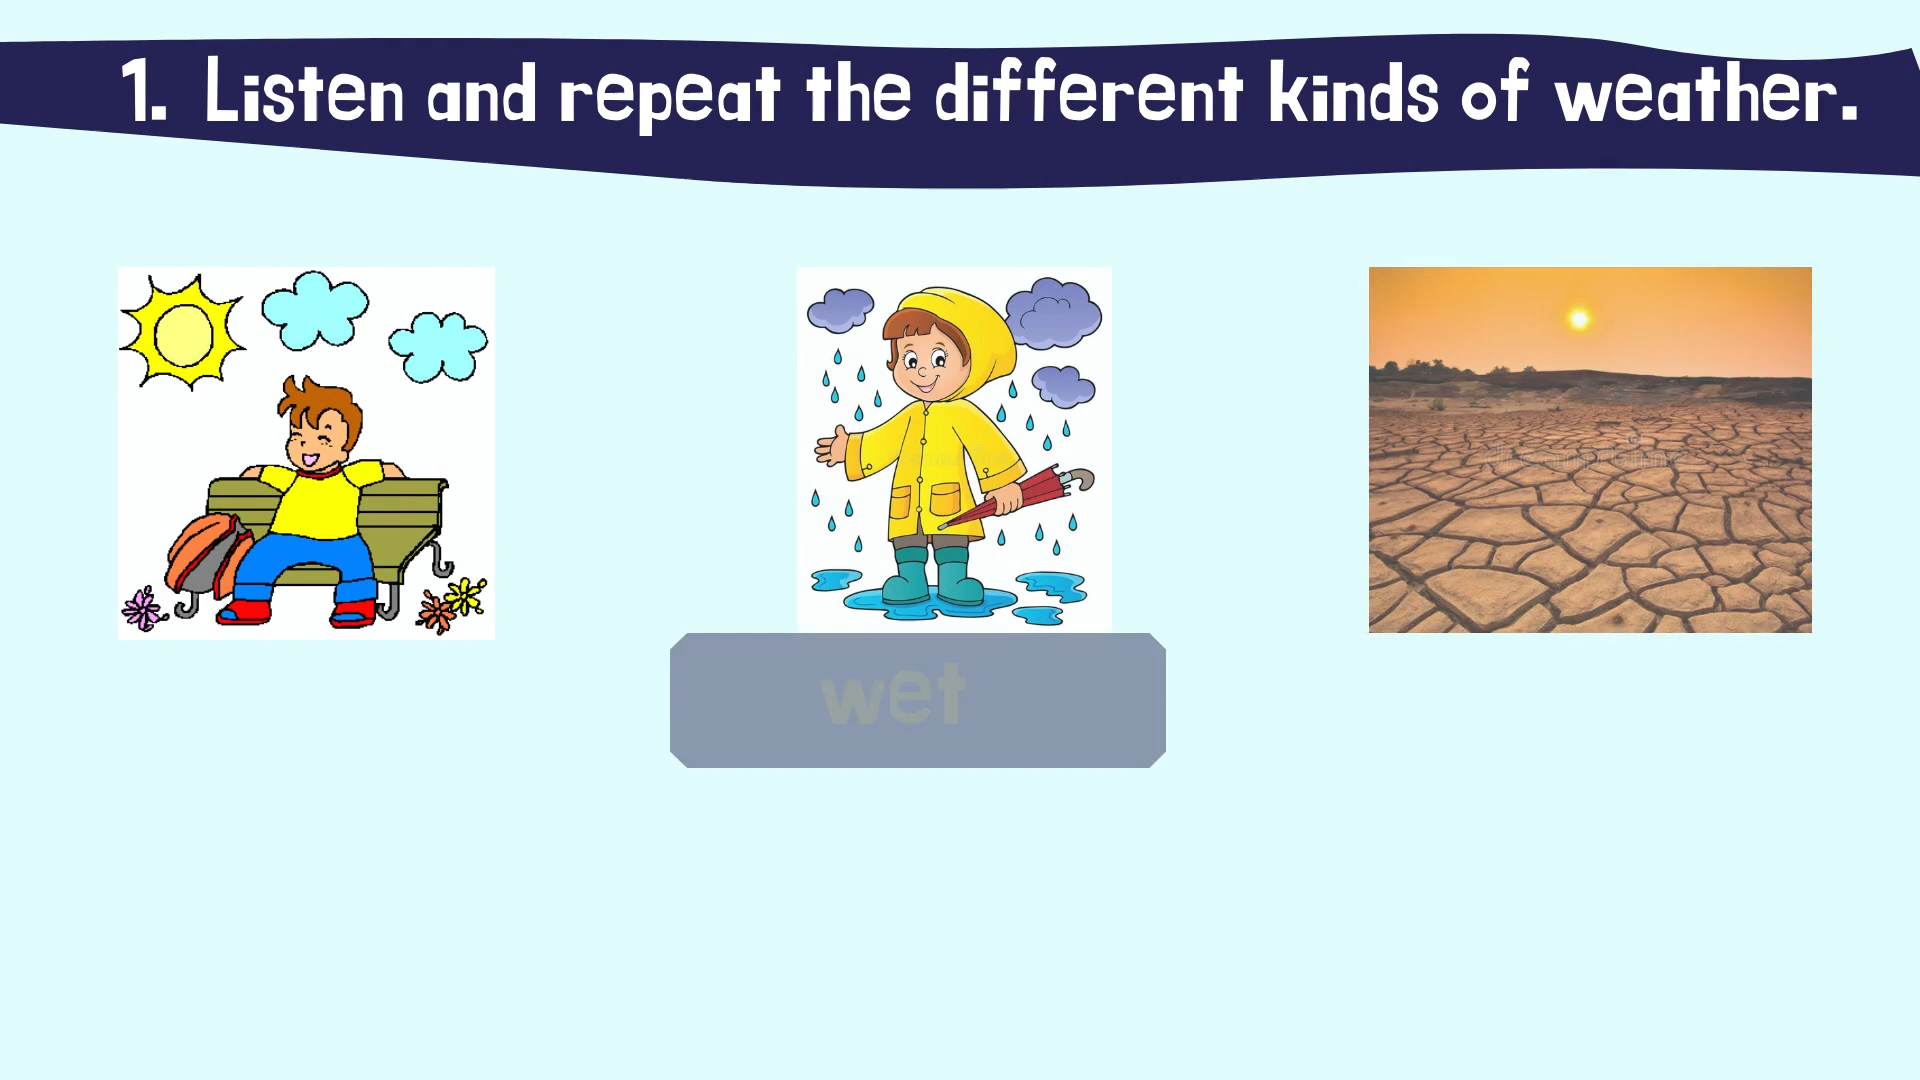 1. Listen and repeat the different kinds of weather.
wet